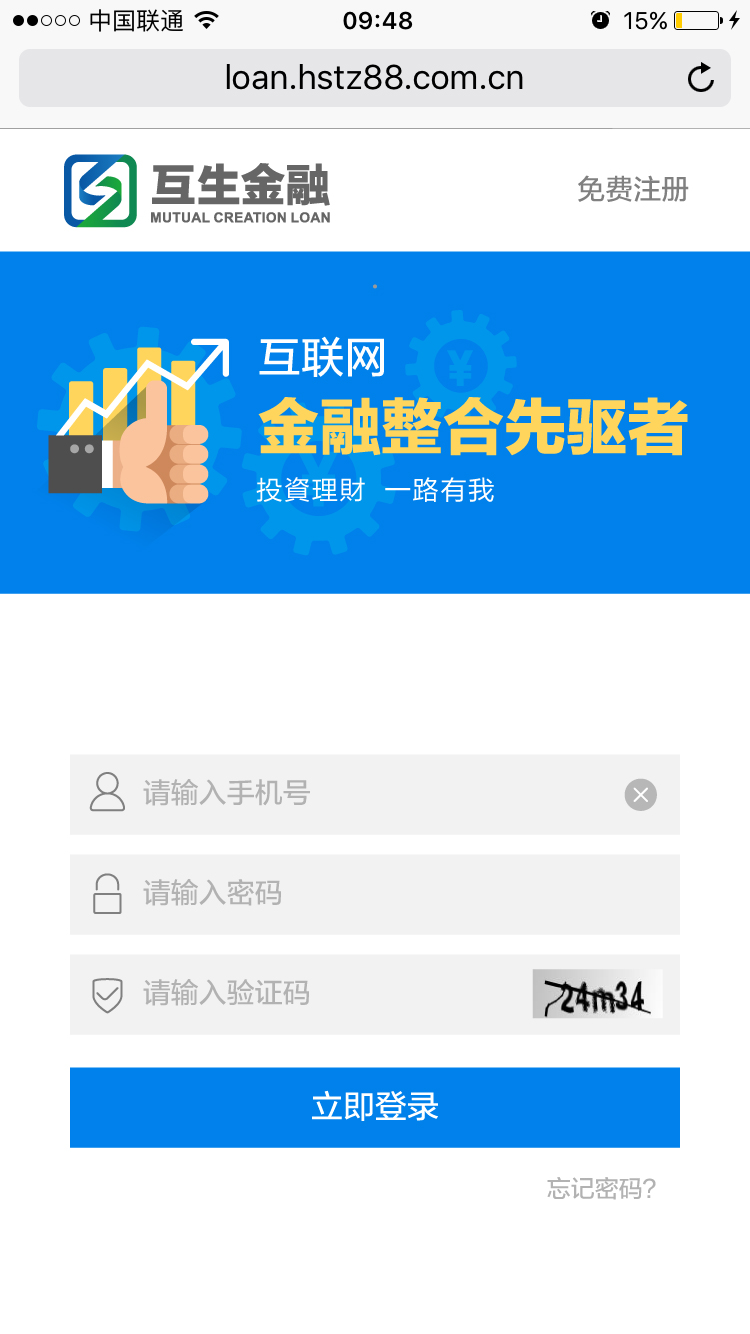 中国联通 09:48 15%
loan.hstz88.com.cn
互生金融
MUTUAL CREATION LOAN
免费注册
互联网
金融整合先驱者
投資理財 一路有我
请输入手机号
请输入密码
请输入验证码
724m34
立即登录
忘记密码?